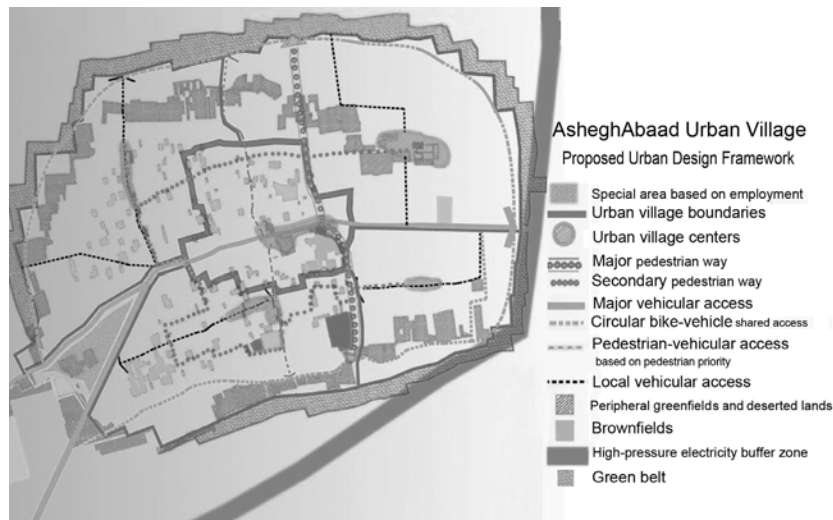 AsheghAbaad Urban Village
Proposed Urban Design Framework
Special area based on employment
Urban village boundaries
Urban village centers
Major pedestrian way
Secondary pedestrian way
Major vehicular access
Circular bike-vehicle shared access
Pedestrian-vehicular access
based on pedestrian priority
Local vehicular access
Peripheral greenfields and deserted lands
Brownfields
High-pressure electricity buffer zone
Green belt